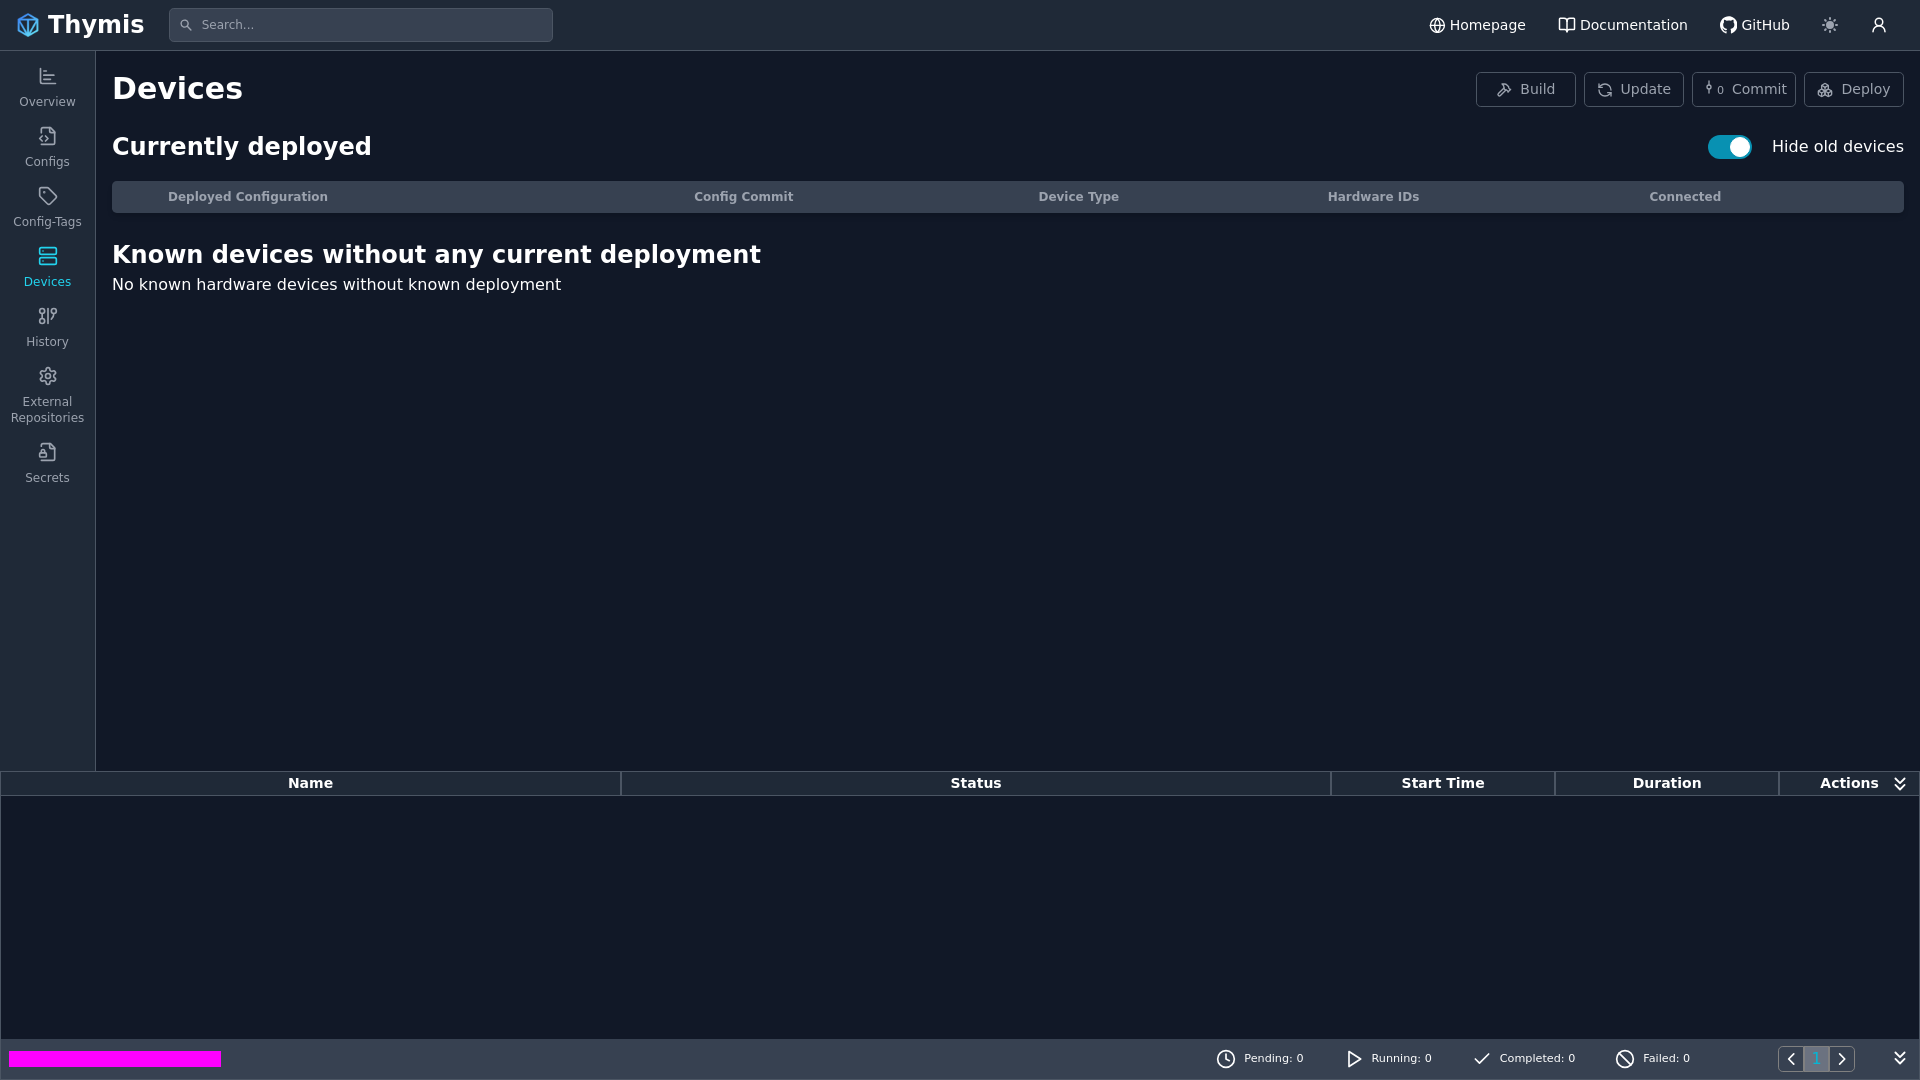 Thymis
Search...
Homepage
Documentation
GitHub
Overview
Configs
Config-Tags
Devices
History
External
Repositories
Secrets
Devices
Build
Update
0 Commit
Deploy
Currently deployed
Hide old devices
Deployed Configuration
Config Commit
Device Type
Hardware IDs
Connected
Known devices without any current deployment
No known hardware devices without known deployment
Name
Status
Start Time
Duration
Actions
Pending: 0
Running: 0
Completed: 0
Failed: 0
1